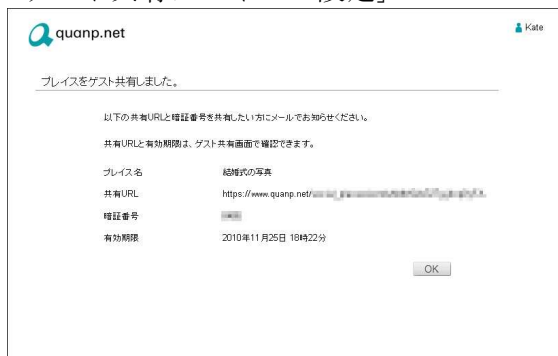 quanp.net
Kate
プレイスをゲスト共有しました。
以下の共有URLと暗証番号を共有したい方にメールでお知らせください。
共有URLと有効期限は、ゲスト共有画面で確認できます。
プレイス名 結婚式の写真
共有URL https://www.quanp.net/
暗証番号
有効期限 2010年11月25日 18時22分
OK